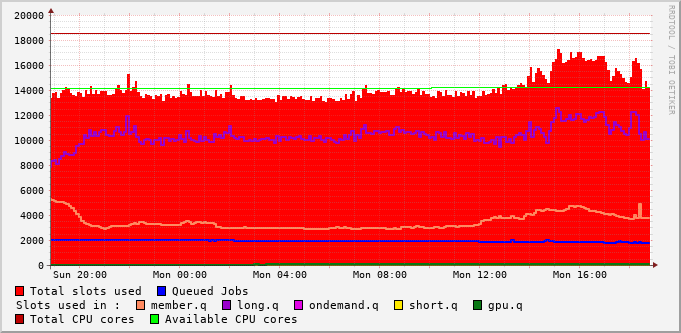 20000
18000
16000
14000
12000
10000
8000
6000
4000
2000
0
Sun 20:00 Mon 00:00 Mon 04:00 Mon 08:00 Mon 12:00 Mon 16:00
RRDTOOL / TOBI OETIKER
Total slots used Queued Jobs
Slots used in : member.q long.q ondemand.q short.q gpu.q
Total CPU cores Available CPU cores